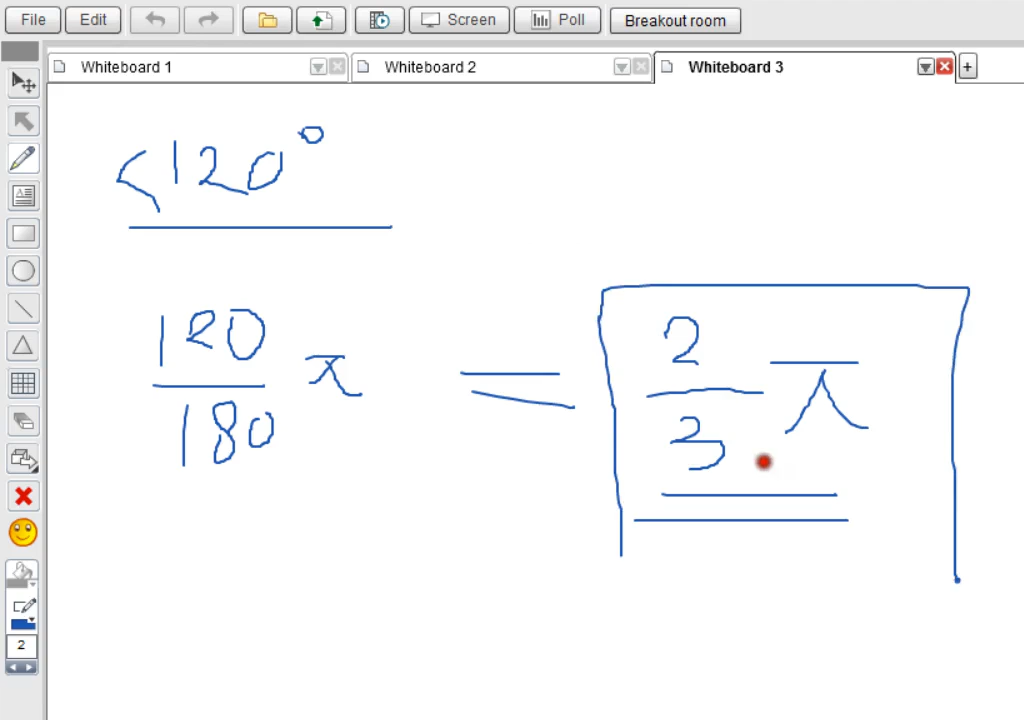 File Edit Screen Poll Breakout room
Whiteboard 1 Whiteboard 2 Whiteboard 3 +
<120°
120 2
π = π
180 3
2